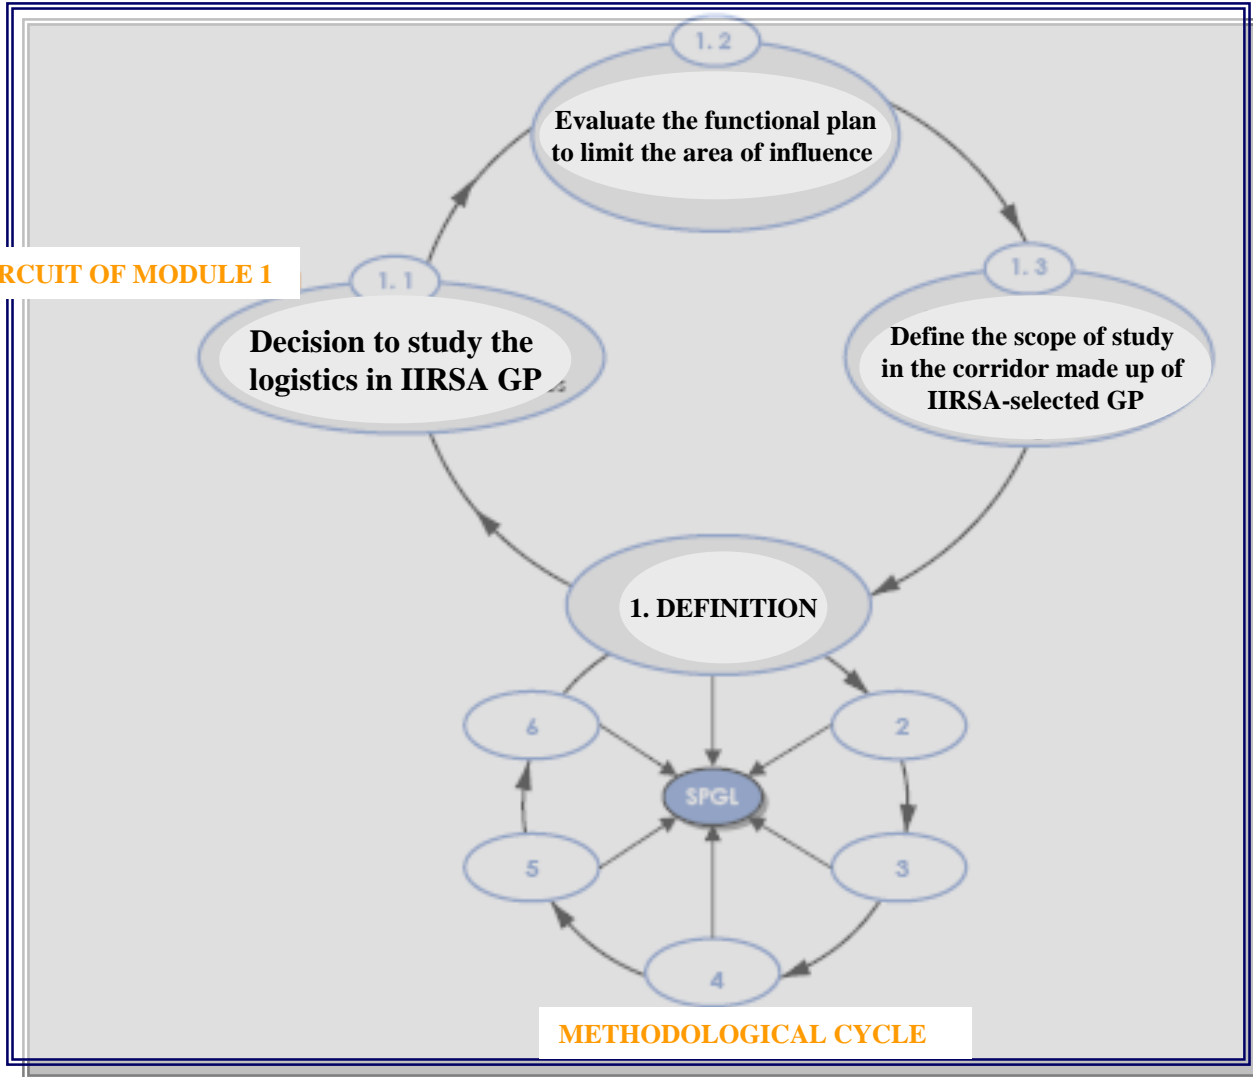 1. 2
Evaluate the functional plan
to limit the area of influence
RCUIT OF MODULE 1
1. 1
1. 3
Decision to study the
logistics in IIRSA GP
Define the scope of study
in the corridor made up of
IIRSA-selected GP
1. DEFINITION
6
2
SPGL
5
3
4
METHODOLOGICAL CYCLE